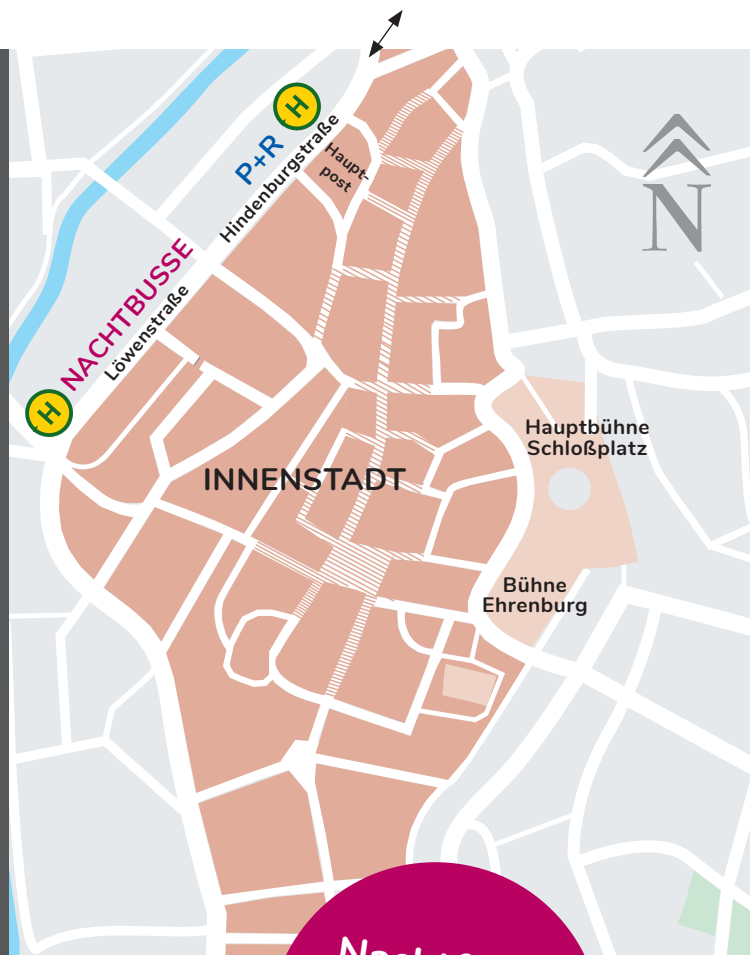 H
P+R
Hindenburgstraße
Haupt-
post
N
NACHTBUSSE
Löwenstraße
H
Hauptbühne
Schloßplatz
INNENSTADT
Bühne
Ehrenburg